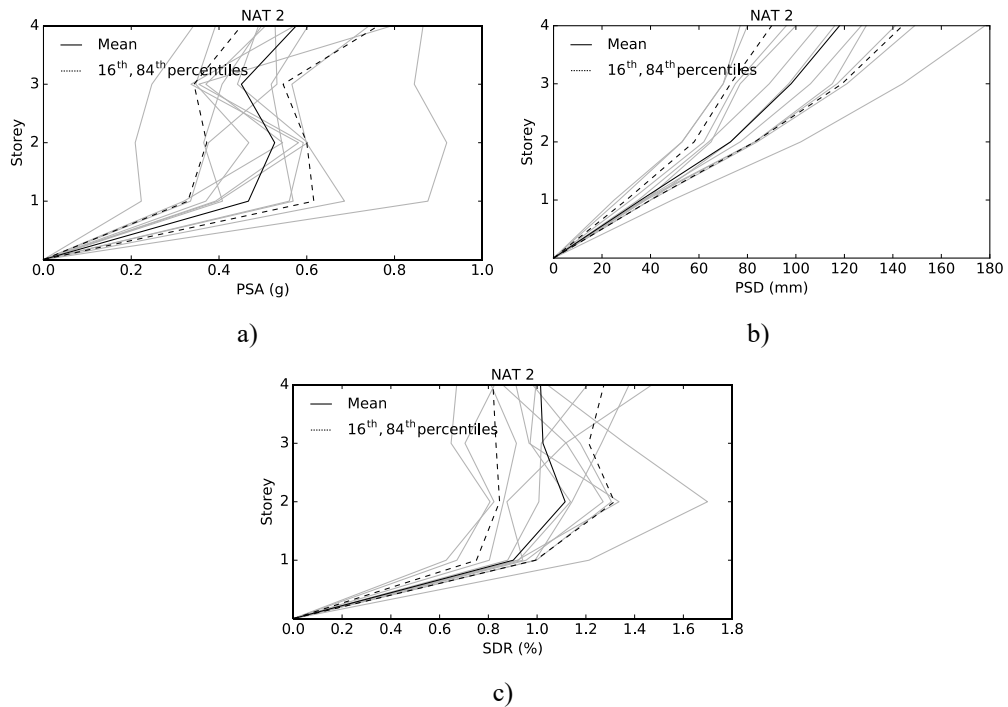 NAT 2
Mean
16th, 84th percentiles
Storey
4
3
2
1
0.0 0.2 0.4 0.6 0.8 1.0
PSA (g)
a)
NAT 2
Mean
16th, 84th percentiles
Storey
4
3
2
1
0 20 40 60 80 100 120 140 160 180
PSD (mm)
b)
NAT 2
Mean
16th, 84th percentiles
Storey
4
3
2
1
0.0 0.2 0.4 0.6 0.8 1.0 1.2 1.4 1.6 1.8
SDR (%)
c)